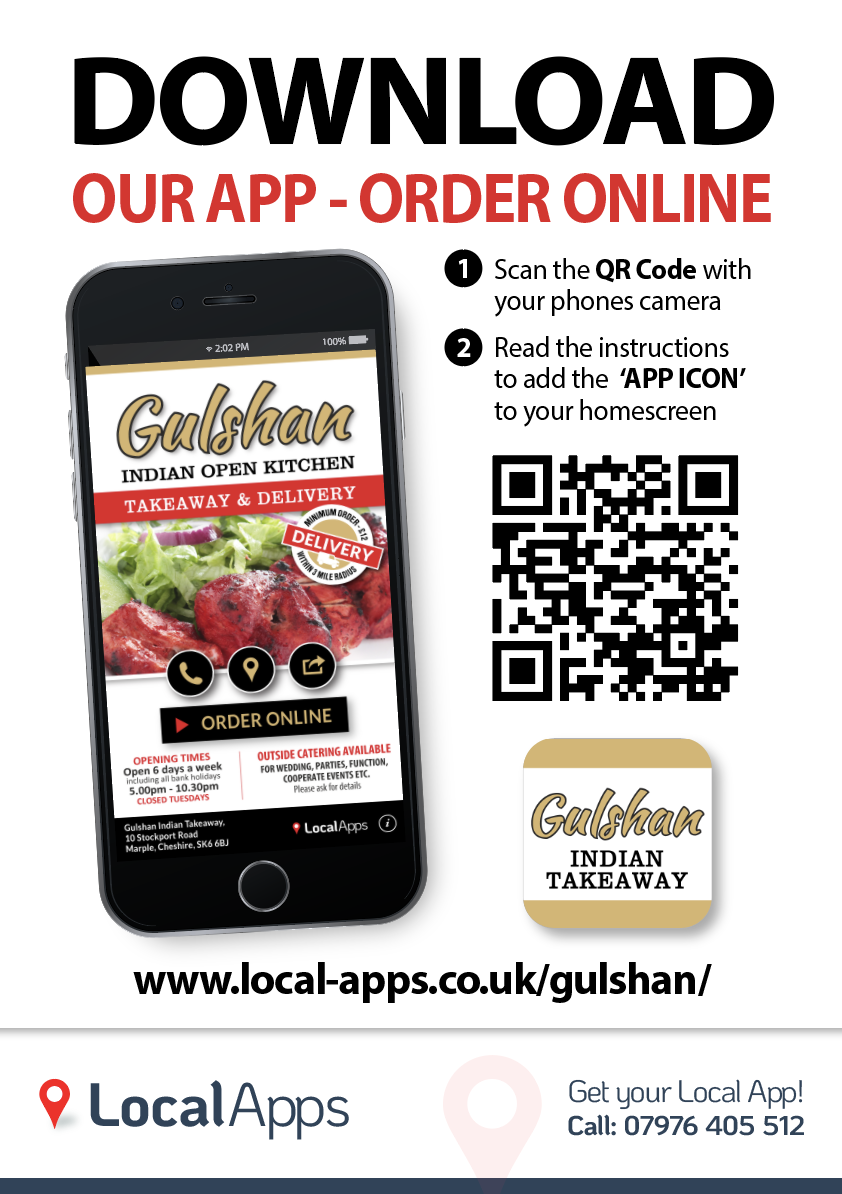 DOWNLOAD
OUR APP - ORDER ONLINE
1 Scan the QR Code with
your phones camera
2 Read the instructions
to add the 'APP ICON'
to your homescreen
2:02 PM 100%
Gulshan
INDIAN OPEN KITCHEN
TAKEAWAY & DELIVERY
MINIMUM ORDER - £12
DELIVERY
WITHIN 3 MILE RADIUS
ORDER ONLINE
OPENING TIMES
Open 6 days a week
including all bank holidays
5.00pm - 10.30pm
CLOSED TUESDAYS
OUTSIDE CATERING AVAILABLE
FOR WEDDING, PARTIES, FUNCTION,
COOPERATE EVENTS ETC.
Please ask for details
Gulshan Indian Takeaway,
10 Stockport Road
Marple, Cheshire, SK6 6BJ
LocalApps i
Gulshan
INDIAN
TAKEAWAY
www.local-apps.co.uk/gulshan/
LocalApps
Get your Local App!
Call: 07976 405 512